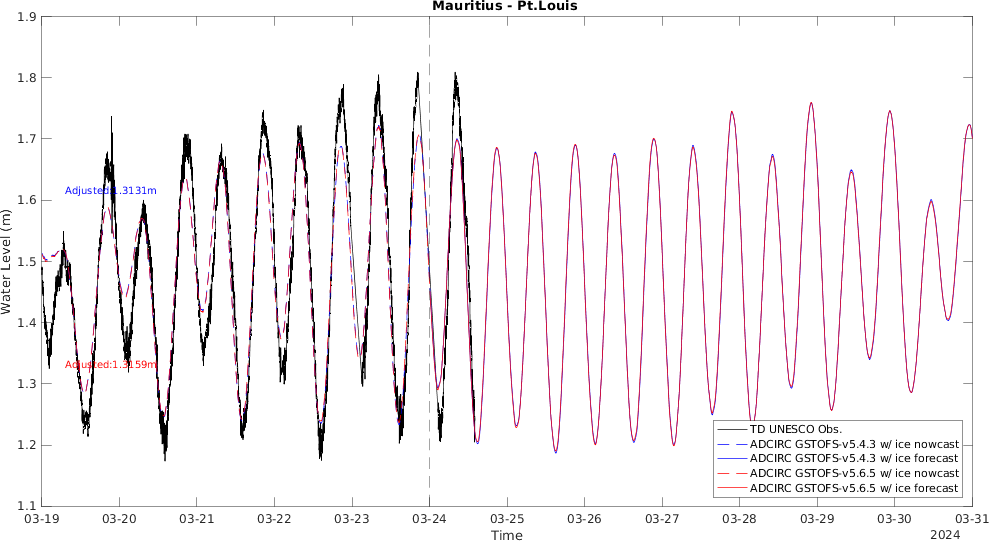 Mauritius - Pt.Louis
1.9
1.8
1.7
1.6
1.5
1.4
1.3
1.2
1.1
Water Level (m)
Adjusted:1.3131m
Adjusted:1.3159m
TD UNESCO Obs.
ADCIRC GSTOFS-v5.4.3 w/ ice nowcast
ADCIRC GSTOFS-v5.4.3 w/ ice forecast
ADCIRC GSTOFS-v5.6.5 w/ ice nowcast
ADCIRC GSTOFS-v5.6.5 w/ ice forecast
03-19 03-20 03-21 03-22 03-23 03-24 03-25 03-26 03-27 03-28 03-29 03-30 03-31
Time
2024